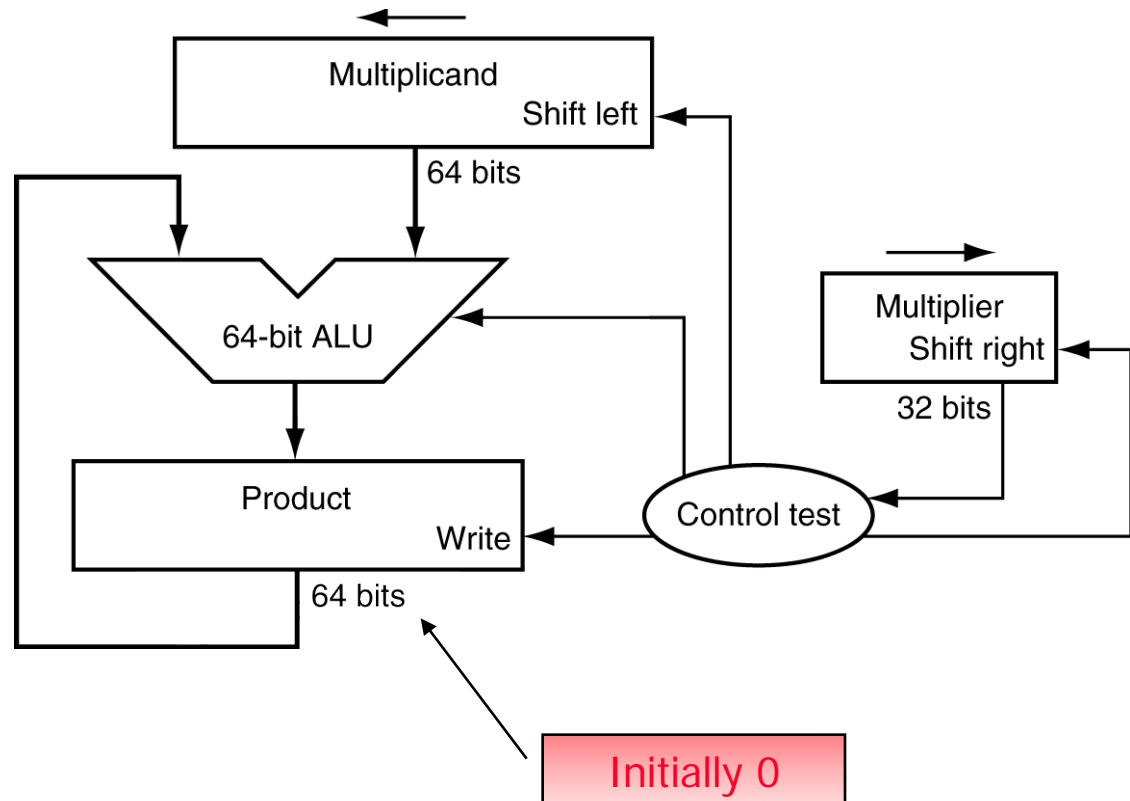 Multiplicand
Shift left
64 bits
64-bit ALU
Multiplier
Shift right
32 bits
Product
Write
Control test
64 bits
Initially 0